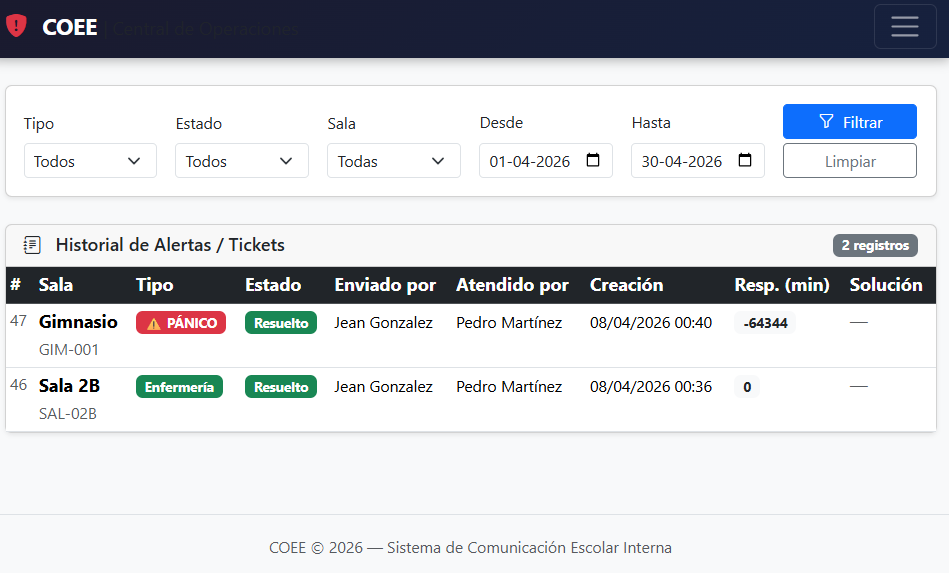 COEE | Central de Operaciones
Tipo Estado Sala Desde Hasta Filtrar
Todos Todos Todas 01-04-2026 30-04-2026 Limpiar
Historial de Alertas / Tickets 2 registros
# Sala Tipo Estado Enviado por Atendido por Creación Resp. (min) Solución
47 Gimnasio PÁNICO Resuelto Jean Gonzalez Pedro Martínez 08/04/2026 00:40 -64344 —
GIM-001
46 Sala 2B Enfermería Resuelto Jean Gonzalez Pedro Martínez 08/04/2026 00:36 0 —
SAL-02B
COEE © 2026 — Sistema de Comunicación Escolar Interna